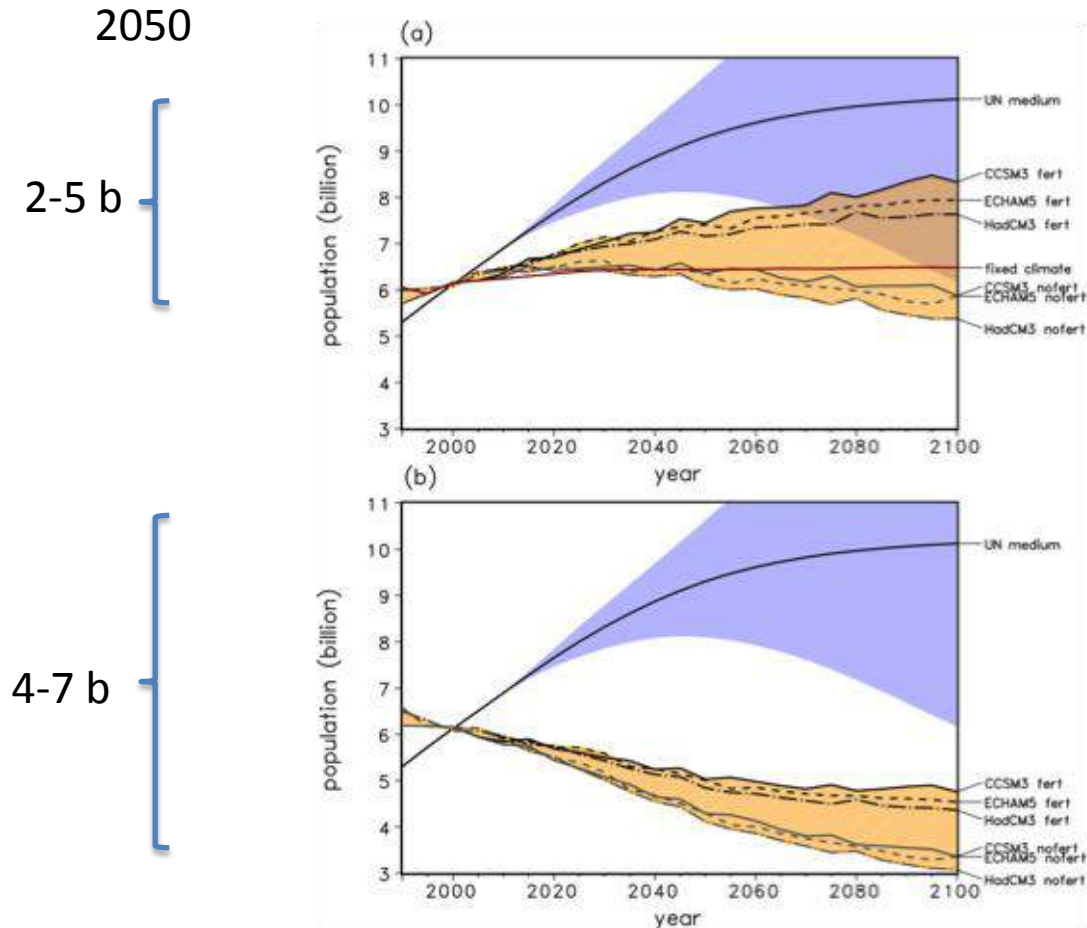 2050
2-5 b
4-7 b
(a)
11
10
9
8
7
6
5
4
3
population (billion)
2000 2020 2040 2060 2080 2100
year
UN medium
CCSM3 fert
ECHAM5 fert
HadCM3 fert
fixed climate
CCSM3 nofert
ECHAM5 nofert
HadCM3 nofert
(b)
11
10
9
8
7
6
5
4
3
population (billion)
2000 2020 2040 2060 2080 2100
year
UN medium
CCSM3 fert
ECHAM5 fert
HadCM3 fert
CCSM3 nofert
ECHAM5 nofert
HadCM3 nofert